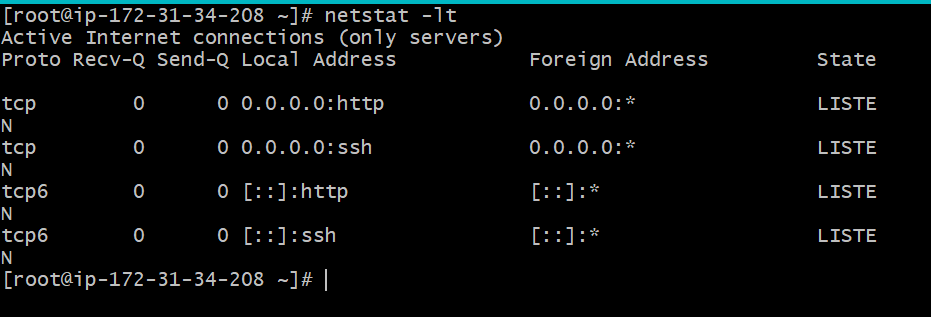 [root@ip-172-31-34-208 ~]# netstat -lt
Active Internet connections (only servers)
Proto Recv-Q Send-Q Local Address           Foreign Address         State
tcp        0      0 0.0.0.0:http            0.0.0.0:*               LISTE
N
tcp        0      0 0.0.0.0:ssh             0.0.0.0:*               LISTE
N
tcp6       0      0 [::]:http               [::]:*                  LISTE
N
tcp6       0      0 [::]:ssh                [::]:*                  LISTE
N
[root@ip-172-31-34-208 ~]#